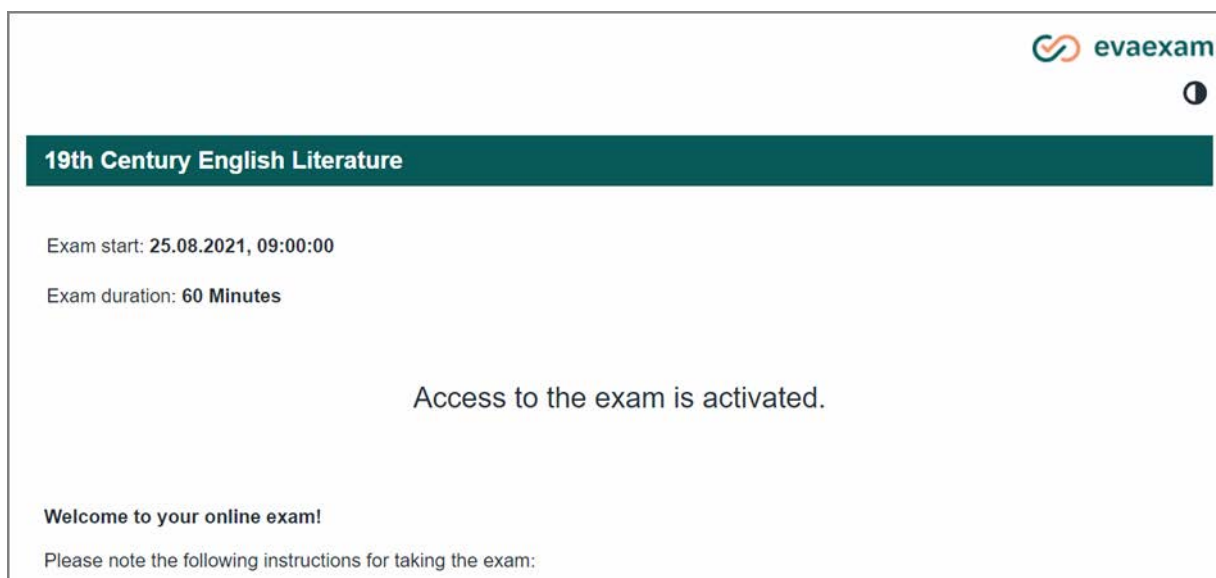 evaexam
19th Century English Literature
Exam start: 25.08.2021, 09:00:00
Exam duration: 60 Minutes
Access to the exam is activated.
Welcome to your online exam!
Please note the following instructions for taking the exam: